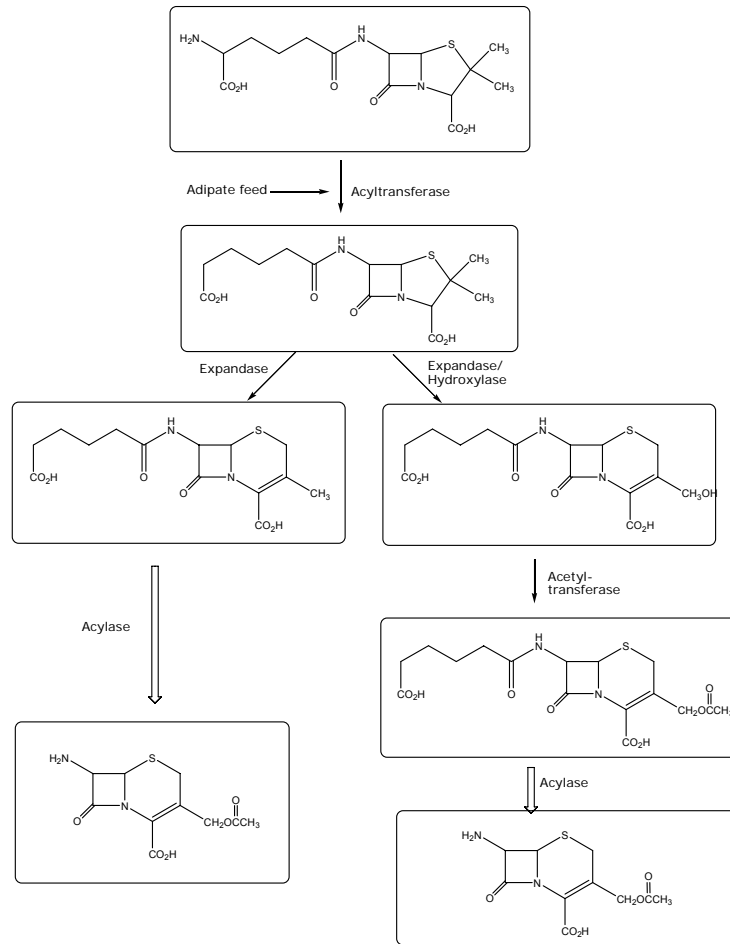 H
H₂N N S CH₃
CH₃
CO₂H O O N
CO₂H
Adipate feed Acyltransferase
H
N S CH₃
CH₃
CO₂H O O N
CO₂H
Expandase
Expandase/
Hydroxylase
H
N S
CO₂H O O N CH₃
CO₂H
H
N S
CO₂H O O N CH₃OH
CO₂H
Acetyl-
transferase
Acylase
H
N S
CO₂H O O N O
CH₂OCCH₃
CO₂H
Acylase
H₂N S
O
O N CH₂OCCH₃
CO₂H
H₂N S
O
O N CH₂OCCH₃
CO₂H